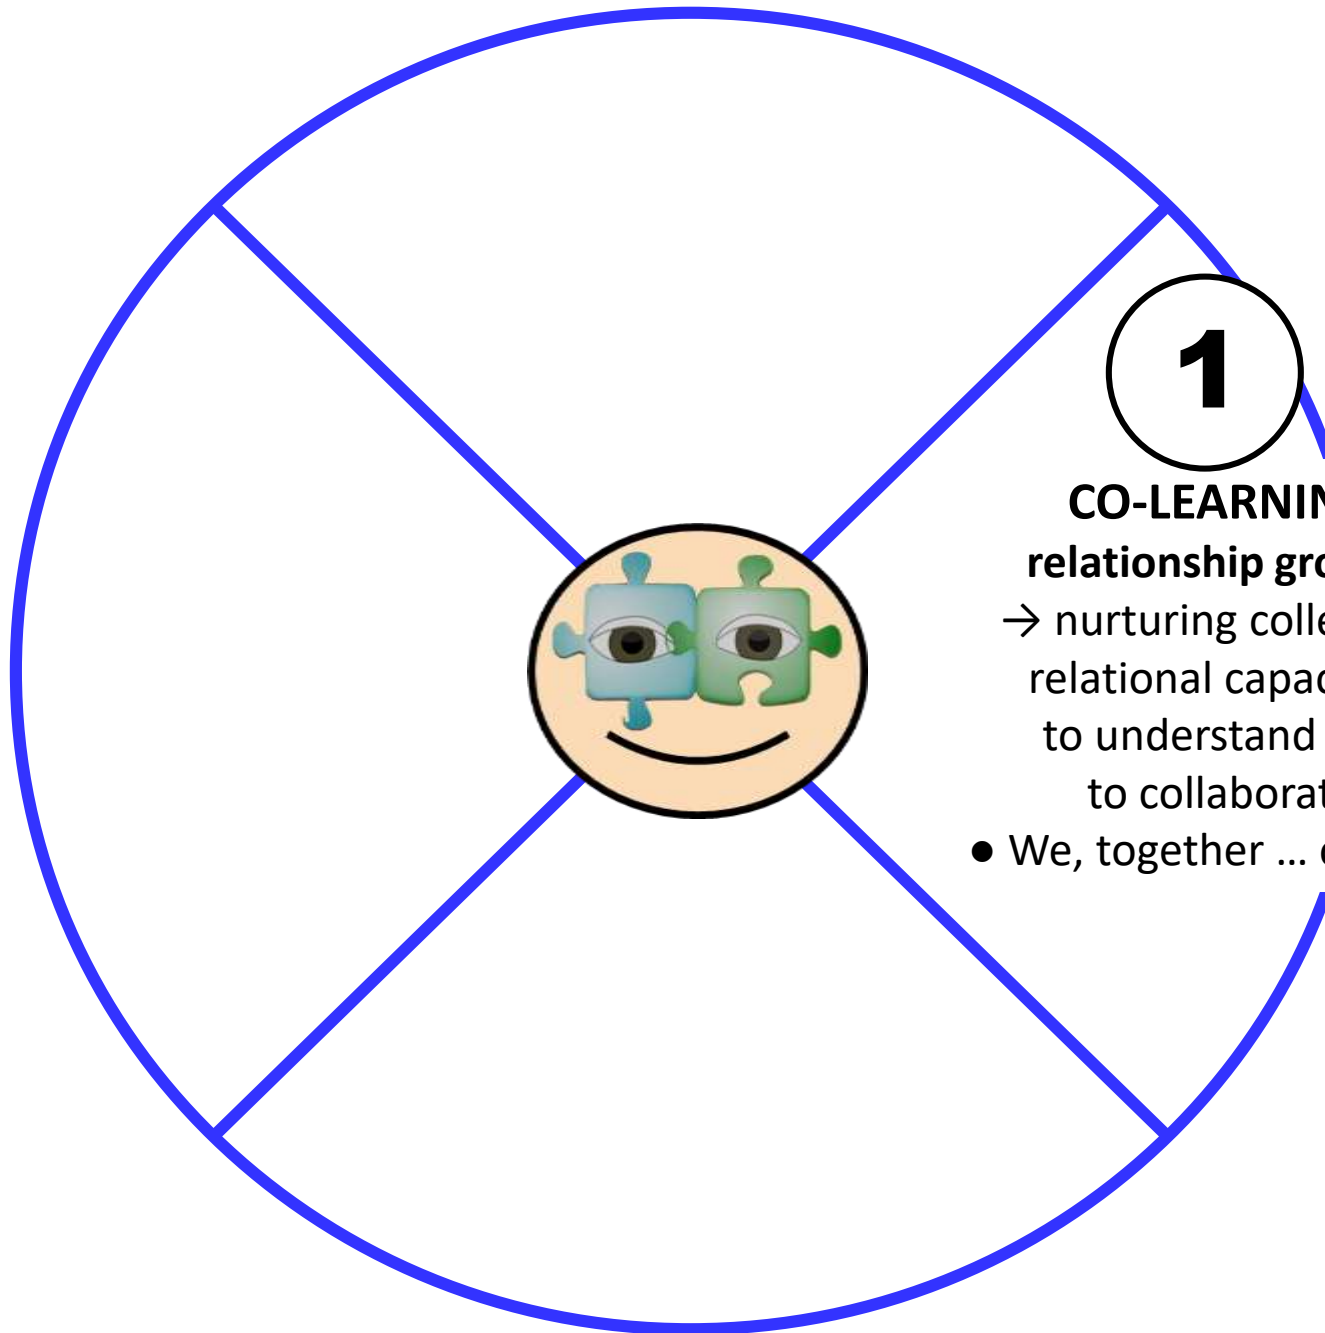 1
CO-LEARNIN
relationship gro
→ nurturing colle
relational capac
to understand
to collaborat
● We, together ...